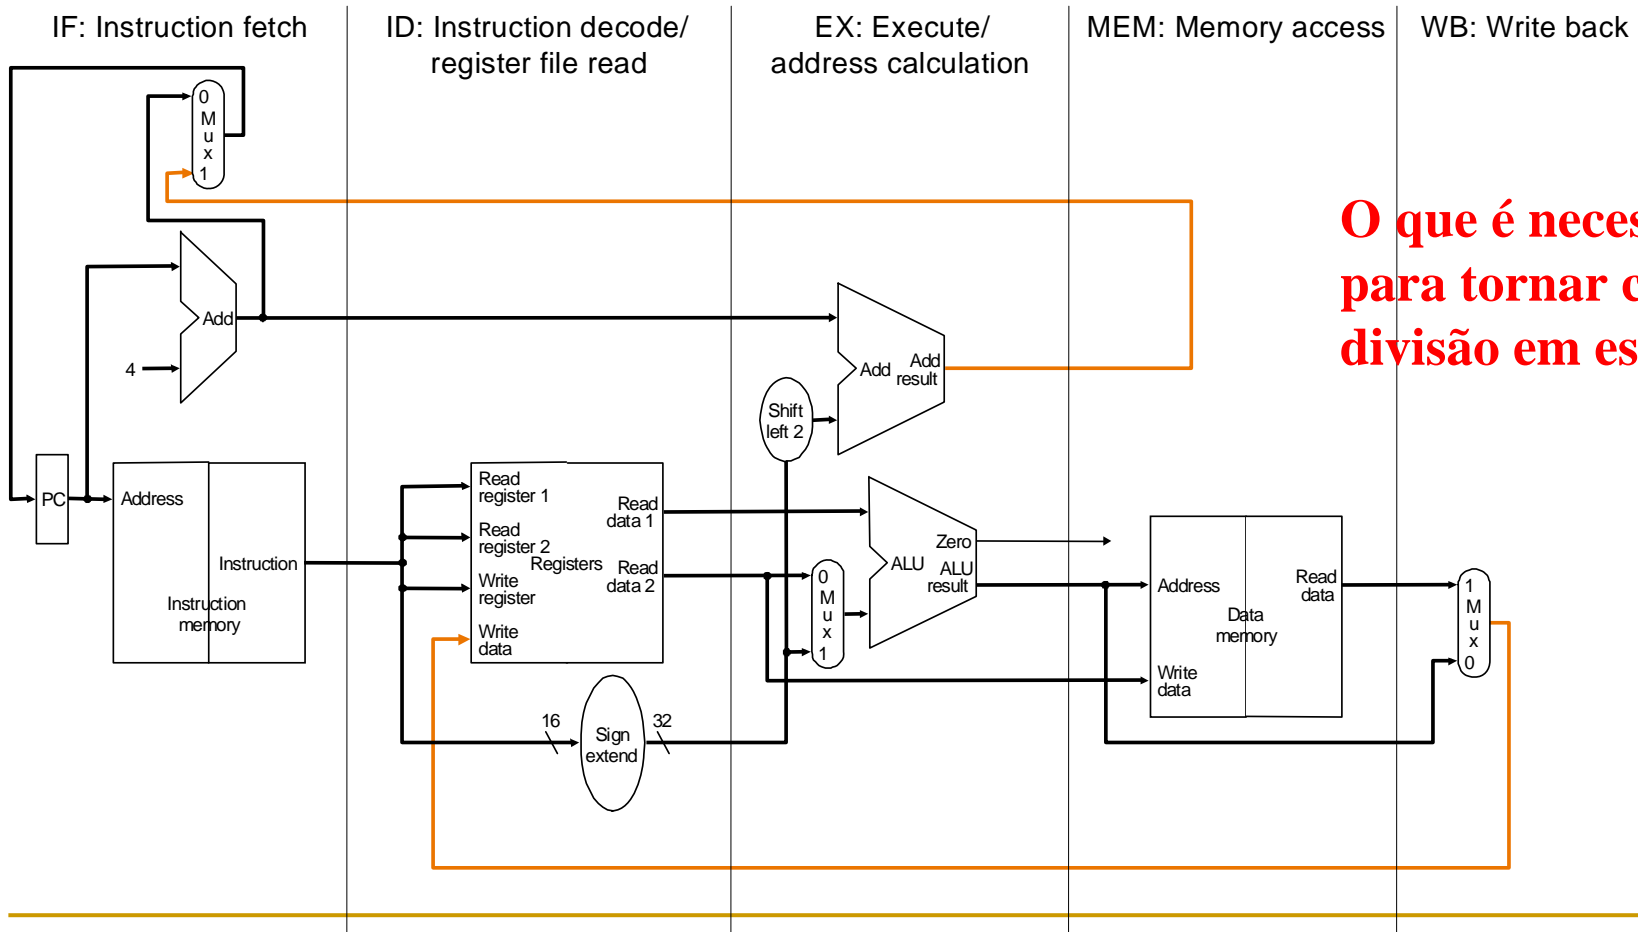 IF: Instruction fetch
ID: Instruction decode/
register file read
EX: Execute/
address calculation
MEM: Memory access
WB: Write back
0
M
u
x
1
O que é
para tornar
divisão em
Add
4
Add
Add
result
Shift
left 2
PC
Address
Instruction
Instruction
memory
Read
register 1
Read
register 2
Write
register
Write
data
Registers
Read
data 1
Read
data 2
0
M
u
x
1
Zero
ALU
ALU
result
Address
Data
memory
Read
data
Write
data
1
M
u
x
0
16
Sign
extend
32